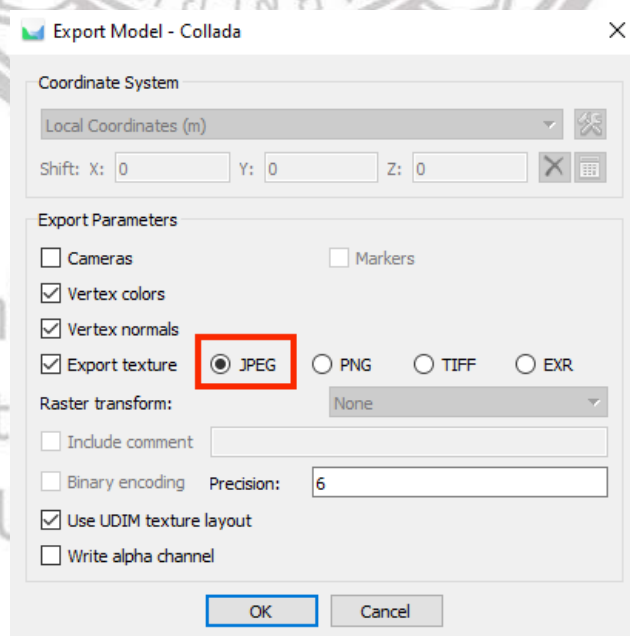 Export Model - Collada
Coordinate System
Local Coordinates (m)
Shift: X: 0 Y: 0 Z: 0
Export Parameters
Cameras Markers
Vertex colors
Vertex normals
Export texture JPEG PNG TIFF EXR
Raster transform: None
Include comment
Binary encoding Precision: 6
Use UDIM texture layout
Write alpha channel
OK Cancel